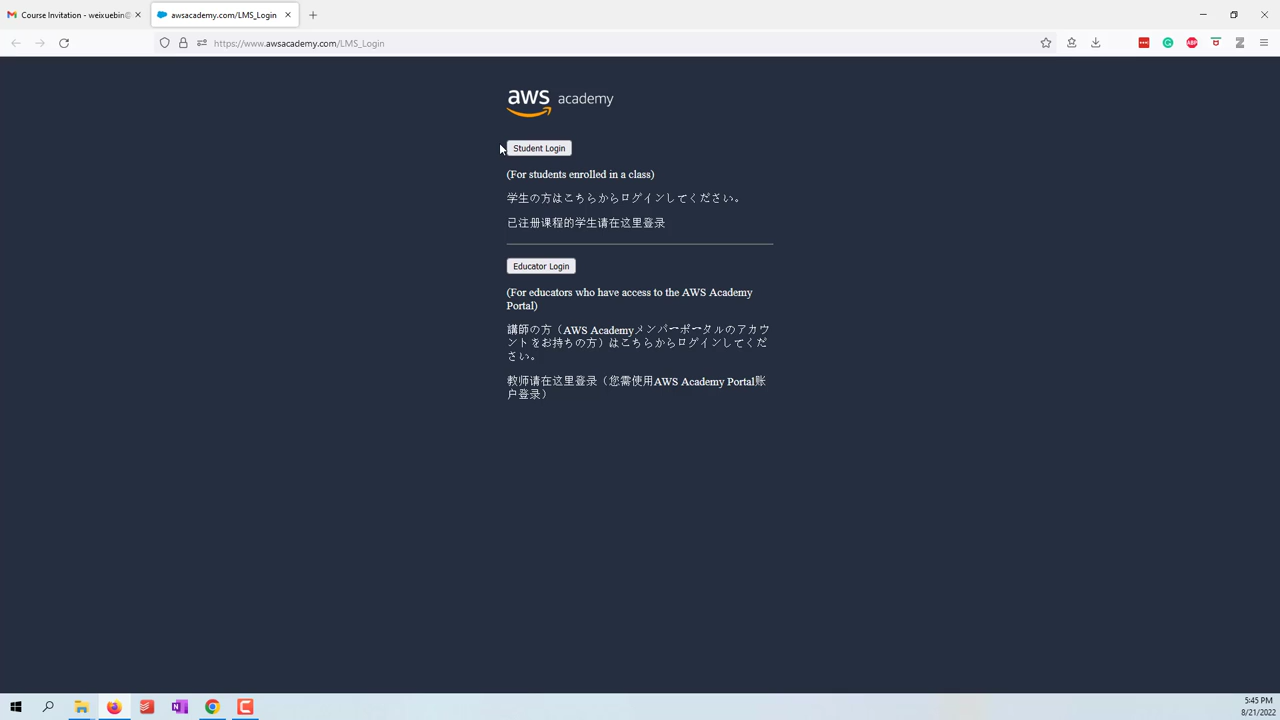 Course Invitation - weixuebin@
awsacademy.com/LMS_Login
https://www.awsacademy.com/LMS_Login
aws academy
Student Login
(For students enrolled in a class)
学生の方はこちらからログインしてください。
已注册课程的学生请在这里登录
Educator Login
(For educators who have access to the AWS Academy
Portal)
講師の方（AWS Academyメンバーポータルのアカウ
ントをお持ちの方）はこちらからログインしてくだ
さい。
教师请在这里登录（您需使用AWS Academy Portal账
户登录）
5:45 PM
8/21/2022